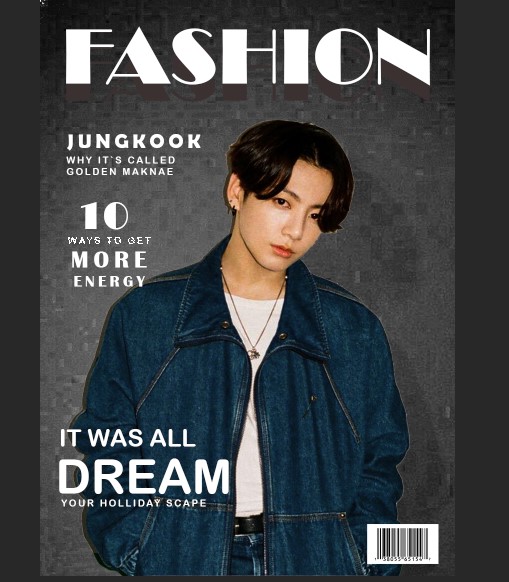 FASHION
JUNGKOOK
WHY IT`S CALLED
GOLDEN MAKNAE
10
WAYS TO GET
MORE
ENERGY
IT WAS ALL
DREAM
YOUR HOLLIDAY SCAPE